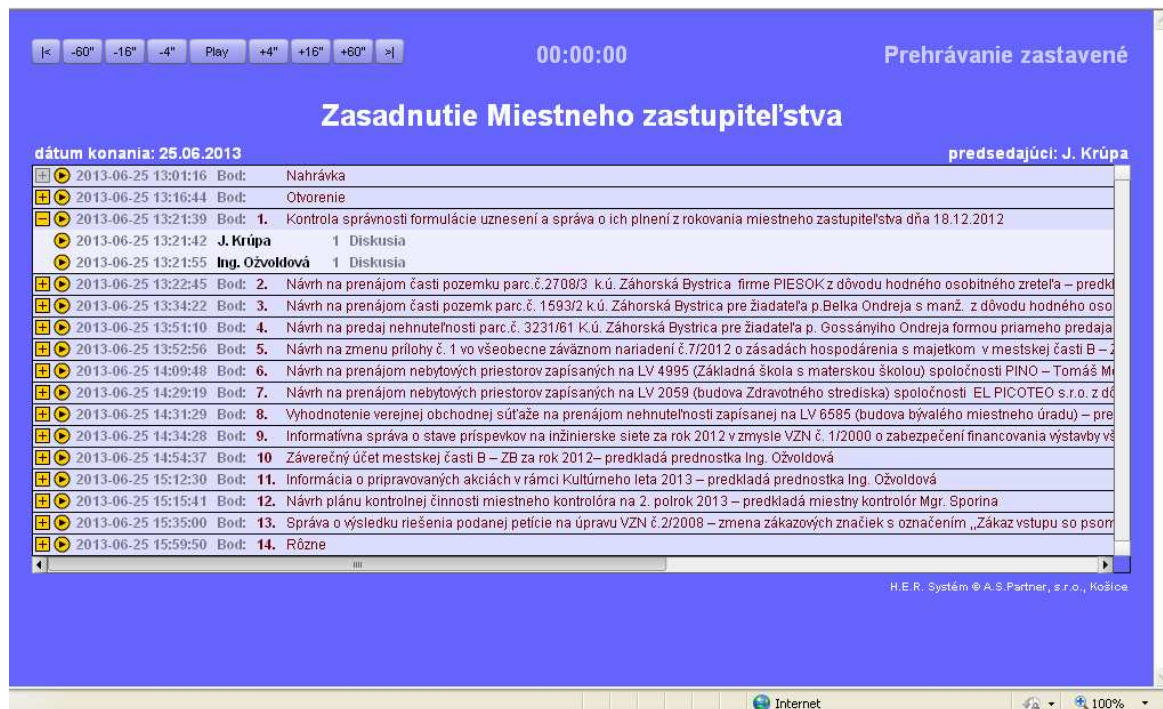 |< -60" -16" -4" Play +4" +16" +60" >| 00:00:00 Prehrávanie zastavené
Zasadnutie Miestneho zastupiteľstva
dátum konania: 25.06.2013 predsedajúci: J. Krúpa
2013-06-25 13:01:16 Bod: Nahrávka
2013-06-25 13:16:44 Bod: Otvorenie
2013-06-25 13:21:39 Bod: 1. Kontrola správnosti formulácie uznesení a správa o ich plnení z rokovania miestneho zastupiteľstva dňa 18.12.2012
2013-06-25 13:21:42 J. Krúpa 1 Diskusia
2013-06-25 13:21:55 Ing. Ožvoldová 1 Diskusia
2013-06-25 13:22:45 Bod: 2. Návrh na prenájom časti pozemku parc.č.2708/3 k.ú. Záhorská Bystrica firme PIESOK z dôvodu hodného osobitného zreteľa – predkl
2013-06-25 13:34:22 Bod: 3. Návrh na prenájom časti pozemk parc.č. 1593/2 k.ú. Záhorská Bystrica pre žiadateľa p.Belka Ondreja s manž. z dôvodu hodného oso
2013-06-25 13:51:10 Bod: 4. Návrh na predaj nehnuteľnosti parc.č. 3231/61 K.ú. Záhorská Bystrica pre žiadateľa p. Gossányiho Ondreja formou priameho predaja
2013-06-25 13:52:56 Bod: 5. Návrh na zmenu prílohy č. 1 vo všeobecne záväznom nariadení č.7/2012 o zásadách hospodárenia s majetkom v mestskej časti B –
2013-06-25 14:09:48 Bod: 6. Návrh na prenájom nebytových priestorov zapísaných na LV 4995 (Základná škola s materskou školou) spoločnosti PINO – Tomáš
2013-06-25 14:29:19 Bod: 7. Návrh na prenájom nebytových priestorov zapísaných na LV 2059 (budova Zdravotného strediska) spoločnosti EL PICOTEO s.r.o. z dô
2013-06-25 14:31:29 Bod: 8. Vyhodnotenie verejnej obchodnej súťaže na prenájom nehnuteľnosti zapísanej na LV 6585 (budova bývalého miestneho úradu) – pre
2013-06-25 14:34:28 Bod: 9. Informatívna správa o stave príspevkov na inžinierske siete za rok 2012 v zmysle VZN č. 1/2000 o zabezpečení financovania výstavby vš
2013-06-25 14:54:37 Bod: 10 Záverečný účet mestskej časti B – ZB za rok 2012– predkladá prednostka Ing. Ožvoldová
2013-06-25 15:12:30 Bod: 11. Informácia o pripravovaných akciách v rámci Kultúrneho leta 2013 – predkladá prednostka Ing. Ožvoldová
2013-06-25 15:15:41 Bod: 12. Návrh plánu kontrolnej činnosti miestneho kontrolóra na 2. polrok 2013 – predkladá miestny kontrolór Mgr. Sporina
2013-06-25 15:35:00 Bod: 13. Správa o výsledku riešenia podanej petície na úpravu VZN č.2/2008 – zmena zákazových značiek s označením „Zákaz vstupu so psom
2013-06-25 15:59:50 Bod: 14. Rôzne
H.E.R. Systém © A.S.Partner, s.r.o., Košice
Internet 100%